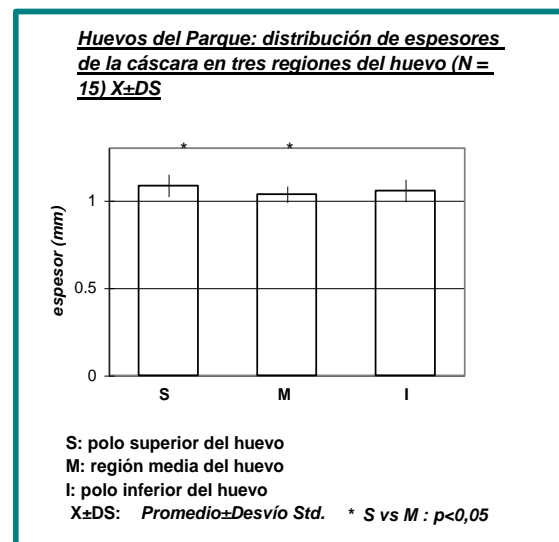 Huevos del Parque: distribución de espesores
de la cáscara en tres regiones del huevo (N =
15) X±DS
* *
1
0.5
0
espesor (mm)
S M I
S: polo superior del huevo
M: región media del huevo
I: polo inferior del huevo
X±DS: Promedio±Desvío Std. * S vs M : p<0,05